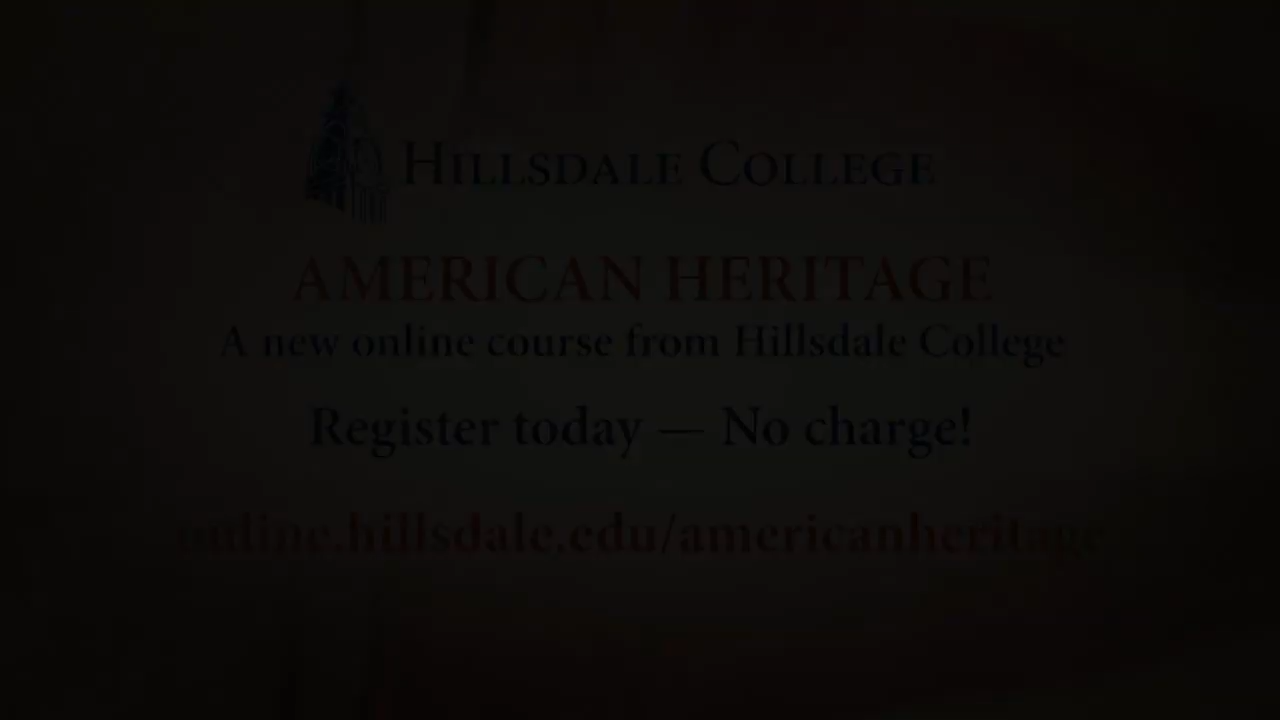 HILLSDALE COLLEGE
AMERICAN HERITAGE
A new online course from Hillsdale College
Register today — No charge!
online.hillsdale.edu/americanheritage